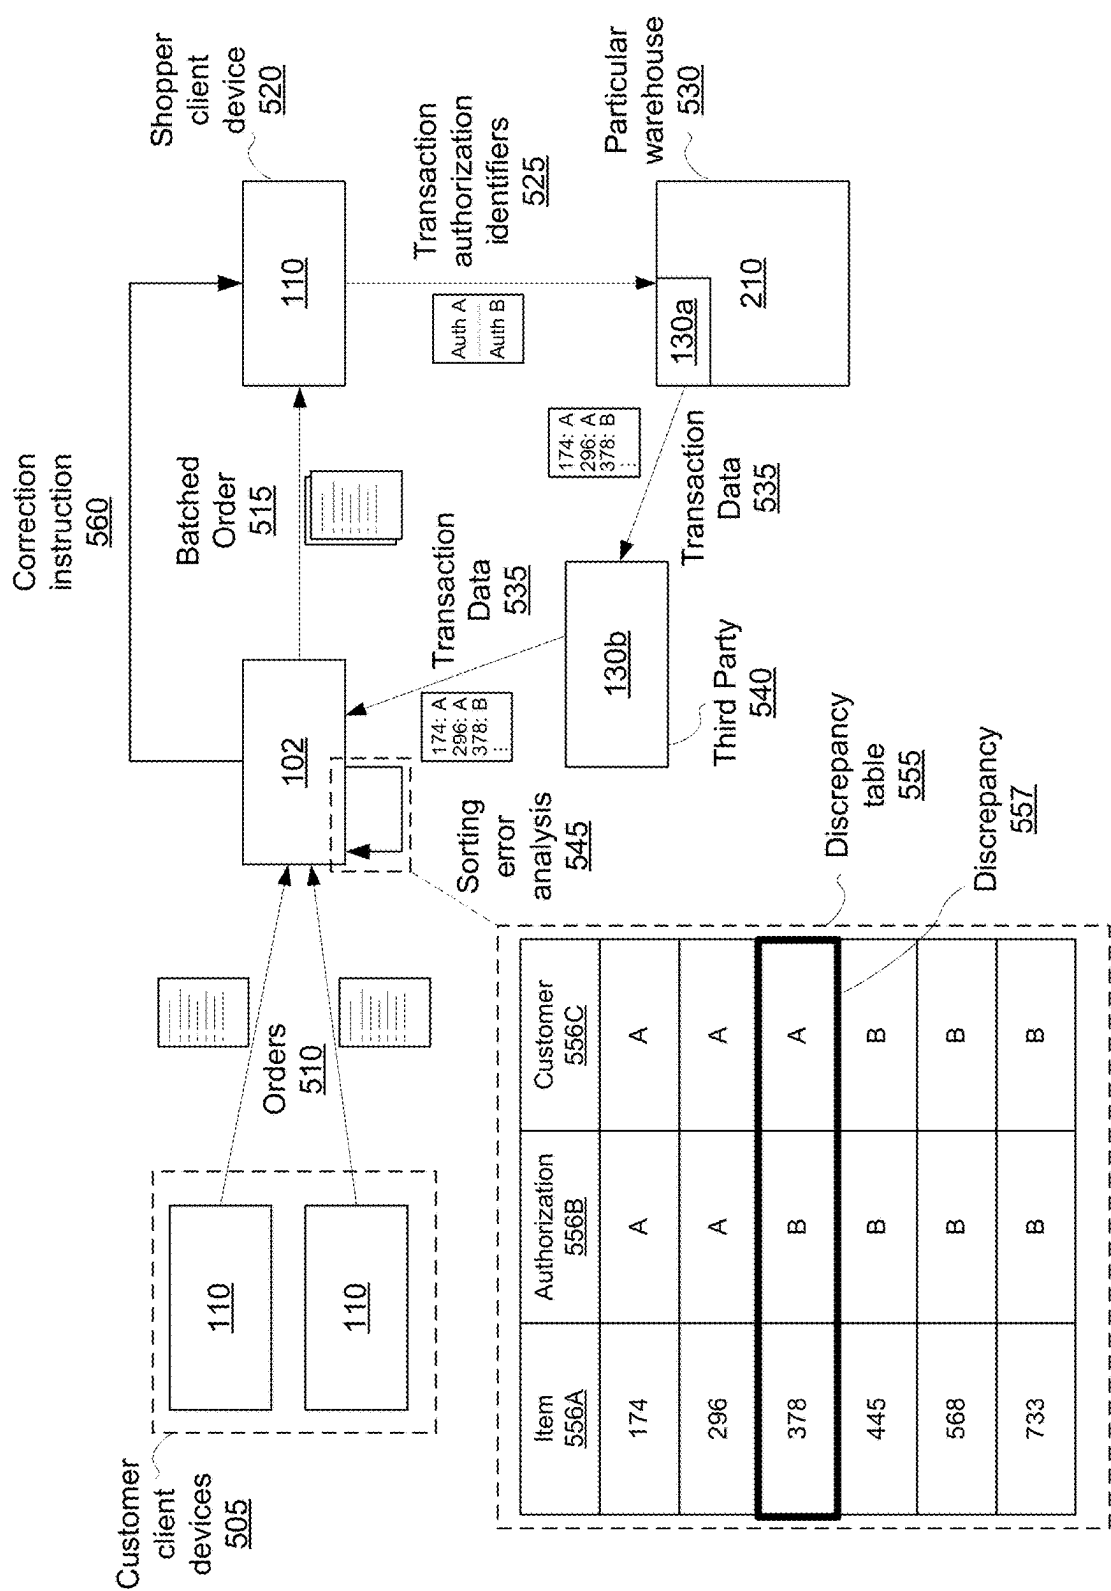 Customer
client
devices
505
110
110
Orders
510
102
Correction
instruction
560
Batched
Order
515
110
Shopper
client
device
520
Transaction
authorization
identifiers
525
Auth A
Auth B
Particular
warehouse
530
130a
210
174: A
296: A
378: B
⋮
Transaction
Data
535
130b
Third Party
540
Transaction
Data
535
174: A
296: A
378: B
⋮
Sorting
error
analysis
545
Discrepancy
table
555
Discrepancy
557
Item Authorization Customer
556A 556B 556C
174 A A
296 A A
378 B A
445 B B
568 B B
733 B B